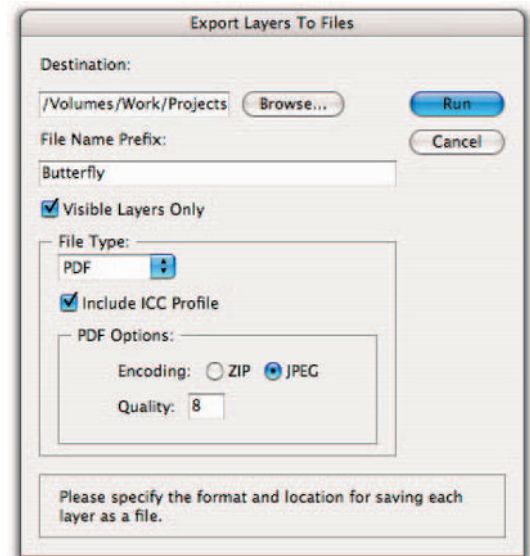 Export Layers To Files
Destination:
/Volumes/Work/Projects
Browse...
Run
File Name Prefix:
Cancel
Butterfly
Visible Layers Only
File Type:
PDF
Include ICC Profile
PDF Options:
Encoding: ZIP JPEG
Quality: 8
Please specify the format and location for saving each
layer as a file.